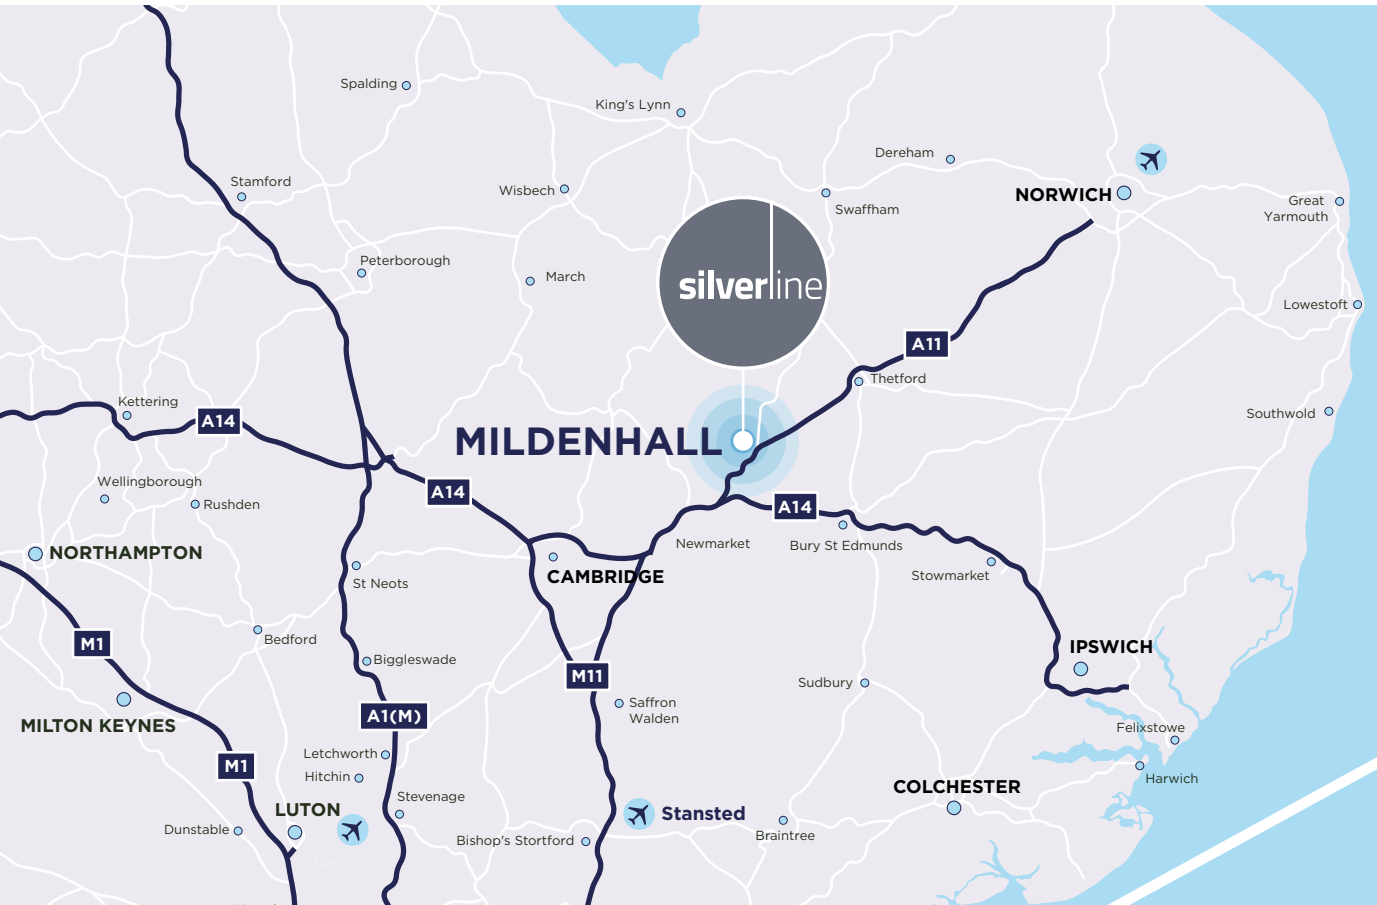 Spalding
King's Lynn
Dereham
Stamford
Wisbech
NORWICH
Swaffham
Great
Yarmouth
Peterborough
March
silverline
Lowestoft
A11
Thetford
Kettering
A14
Southwold
MILDENHALL
Wellingborough
Rushden
A14
A14
NORTHAMPTON
Newmarket
Bury St Edmunds
CAMBRIDGE
Stowmarket
St Neots
M1
Bedford
IPSWICH
Biggleswade
M11
Sudbury
Saffron
Walden
MILTON KEYNES
A1(M)
Felixstowe
Letchworth
M1
Hitchin
Harwich
COLCHESTER
Stevenage
LUTON
Stansted
Dunstable
Bishop's Stortford
Braintree